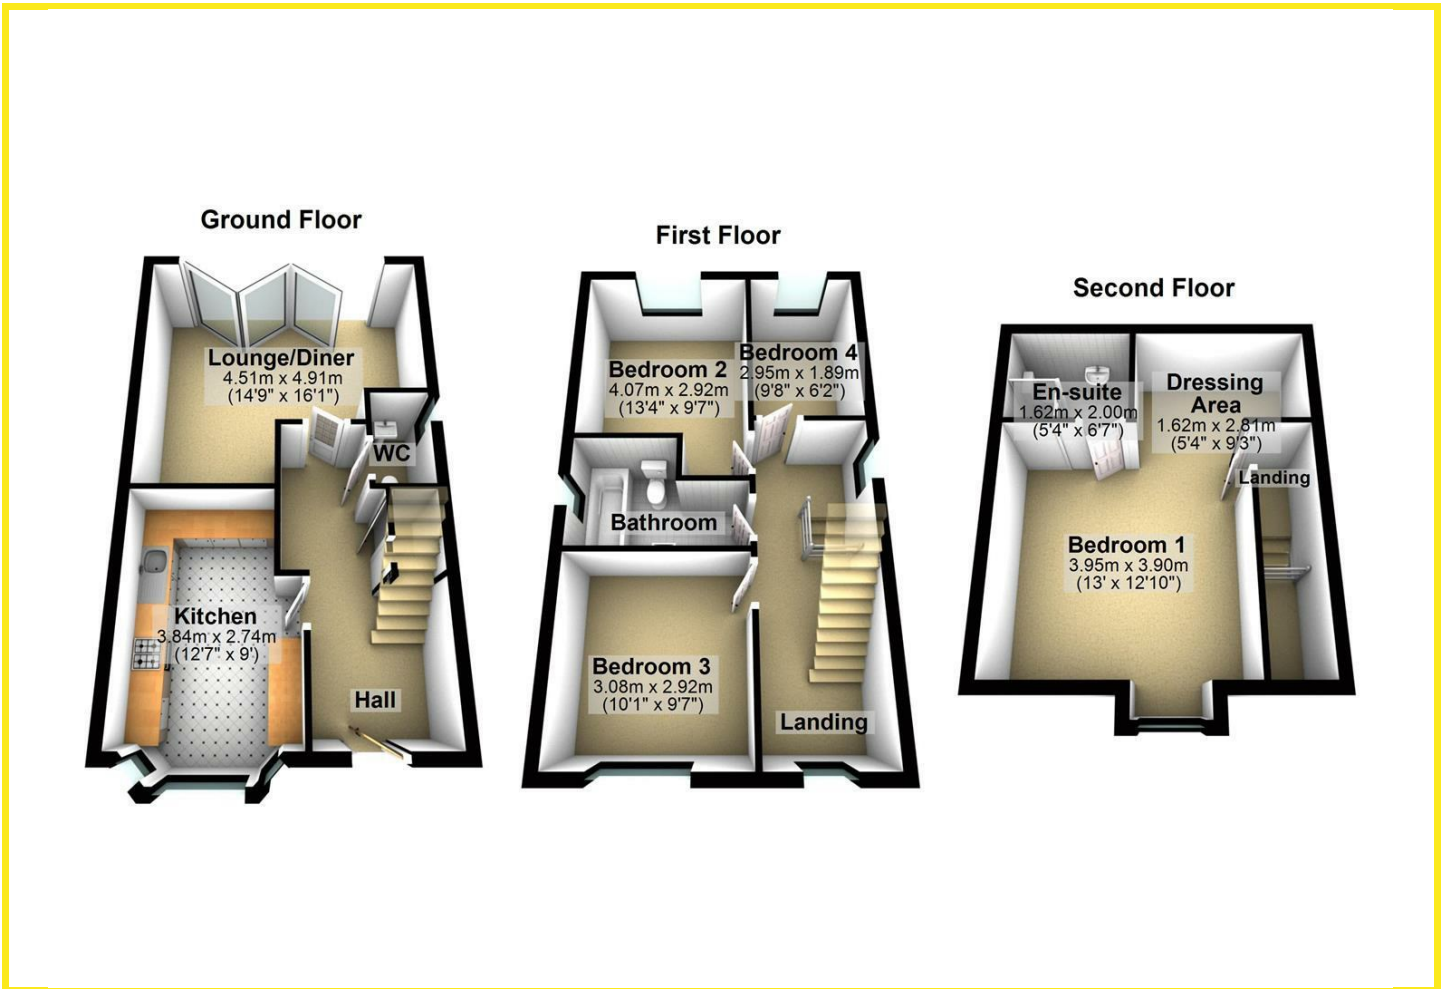 Ground Floor
Lounge/Diner
4.51m x 4.91m
(14'9" x 16'1")
WC
Kitchen
3.84m x 2.74m
(12'7" x 9')
Hall
First Floor
Bedroom 2
4.07m x 2.92m
(13'4" x 9'7")
Bedroom 4
2.95m x 1.89m
(9'8" x 6'2")
Bathroom
Bedroom 3
3.08m x 2.92m
(10'1" x 9'7")
Landing
Second Floor
En-suite
1.62m x 2.00m
(5'4" x 6'7")
Dressing
Area
1.62m x 2.81m
(5'4" x 9'3")
Landing
Bedroom 1
3.95m x 3.90m
(13' x 12'10")